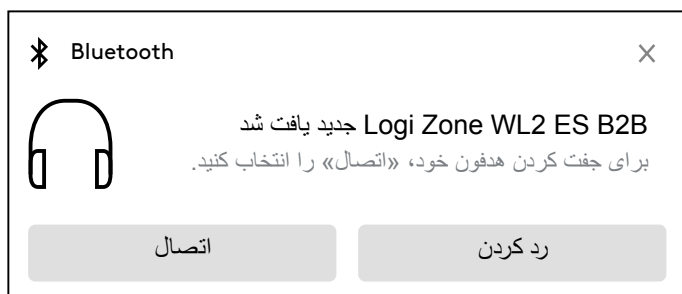 Bluetooth
Logi Zone WL2 ES B2B جدید یافت شد
برای جفت کردن هدفون خود، «اتصال» را انتخاب کنید.
رد کردن
اتصال